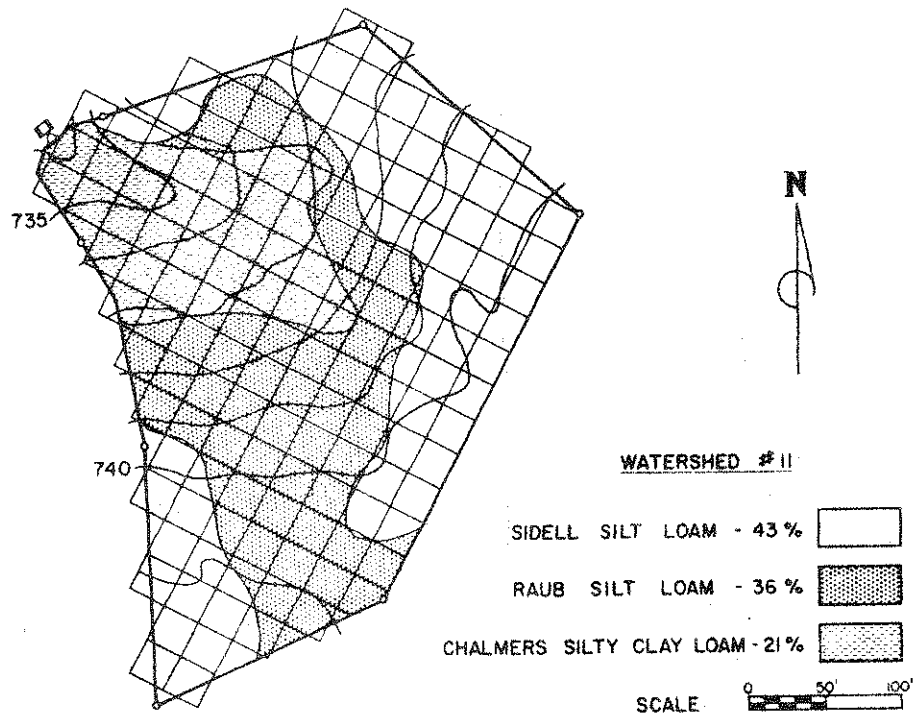 735
N
740
WATERSHED #11
SIDELL SILT LOAM - 43%
RAUB SILT LOAM - 36%
CHALMERS SILTY CLAY LOAM - 21%
0 50' 100'
SCALE